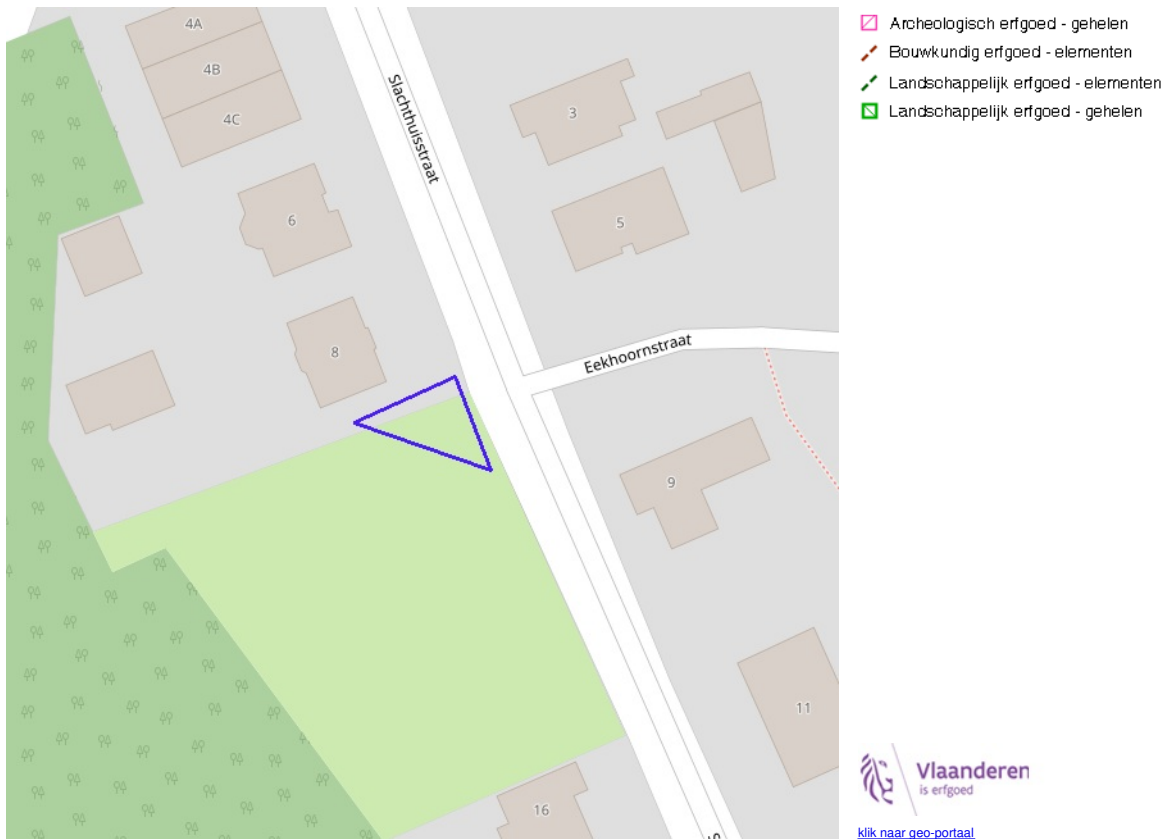 4A
4B
4C
Slachthuisstraat
3
6
5
8
Eekhoornstraat
9
11
16
Archeologisch erfgoed - gehelen
Bouwkundig erfgoed - elementen
Landschappelijk erfgoed - elementen
Landschappelijk erfgoed - gehelen
Vlaanderen
is erfgoed
klik naar geo-portaal